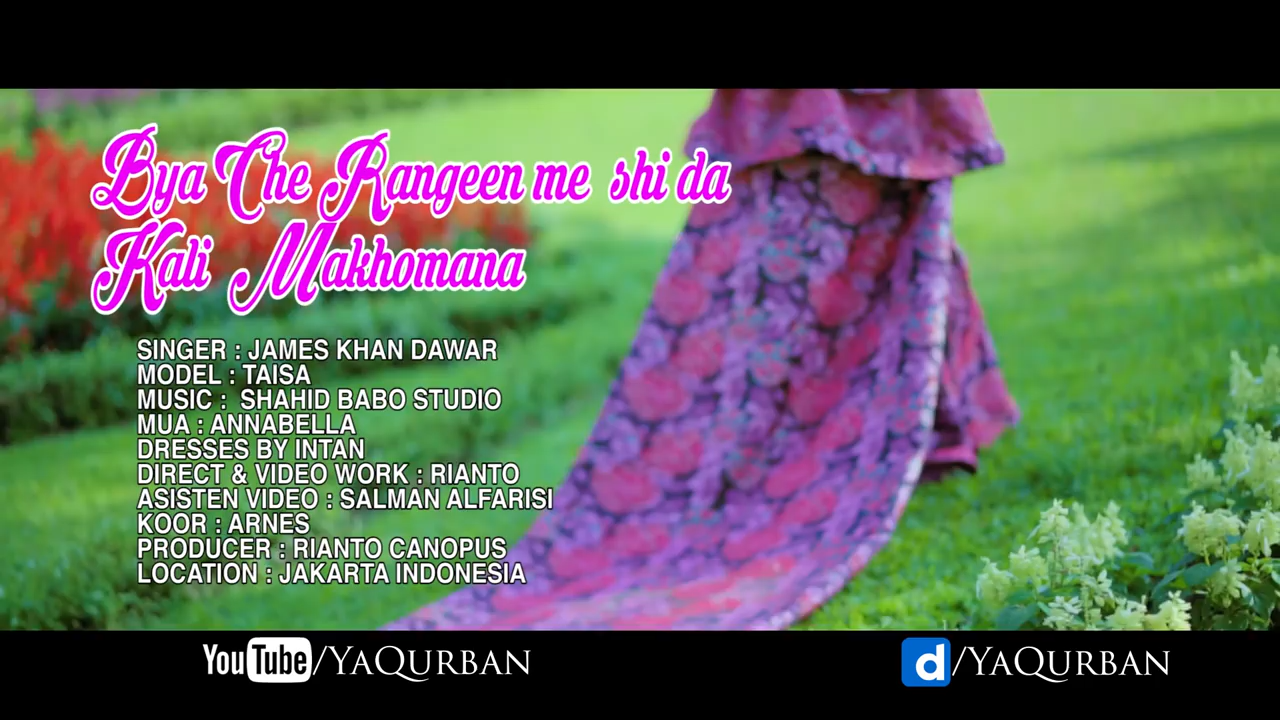 Bya Che Rangeen me shi da
Kali Makhomana
SINGER : JAMES KHAN DAWAR
MODEL : TAISA
MUSIC : SHAHID BABO STUDIO
MUA : ANNABELLA
DRESSES BY INTAN
DIRECT & VIDEO WORK : RIANTO
ASISTEN VIDEO : SALMAN ALFARISI
KOOR : ARNES
PRODUCER : RIANTO CANOPUS
LOCATION : JAKARTA INDONESIA
YouTube/YAQURBAN
d/YAQURBAN